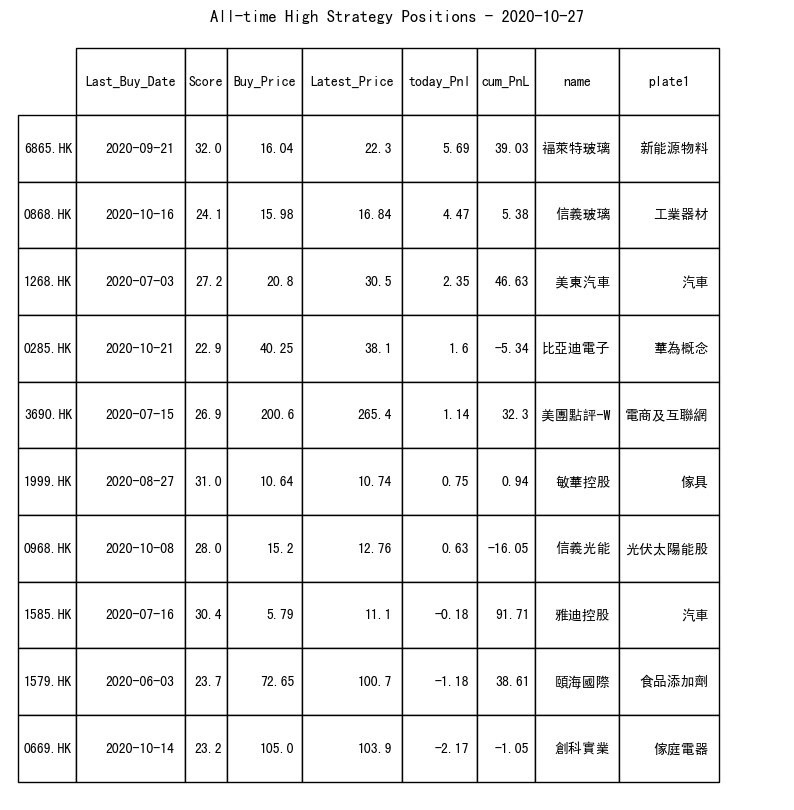 All-time High Strategy Positions - 2020-10-27
Last_Buy_Date Score Buy_Price Latest_Price today_Pnl cum_PnL name plate1
6865.HK 2020-09-21 32.0 16.04 22.3 5.69 39.03 福萊特玻璃 新能源物料
0868.HK 2020-10-16 24.1 15.98 16.84 4.47 5.38 信義玻璃 工業器材
1268.HK 2020-07-03 27.2 20.8 30.5 2.35 46.63 美東汽車 汽車
0285.HK 2020-10-21 22.9 40.25 38.1 1.6 -5.34 比亞迪電子 華為概念
3690.HK 2020-07-15 26.9 200.6 265.4 1.14 32.3 美團點評-W 電商及互聯網
1999.HK 2020-08-27 31.0 10.64 10.74 0.75 0.94 敏華控股 傢具
0968.HK 2020-10-08 28.0 15.2 12.76 0.63 -16.05 信義光能 光伏太陽能股
1585.HK 2020-07-16 30.4 5.79 11.1 -0.18 91.71 雅迪控股 汽車
1579.HK 2020-06-03 23.7 72.65 100.7 -1.18 38.61 頤海國際 食品添加劑
0669.HK 2020-10-14 23.2 105.0 103.9 -2.17 -1.05 創科實業 傢庭電器